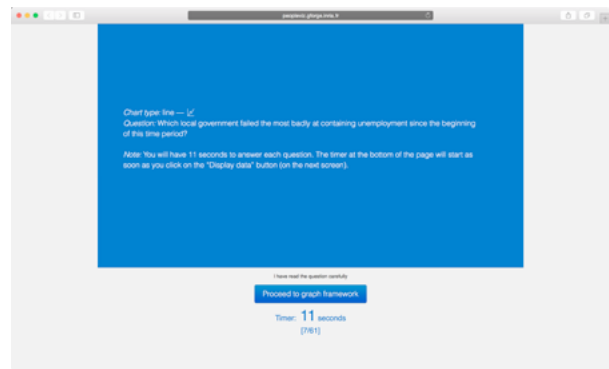 peopleviz.gforge.inria.fr
Chart type: line —
Question: Which local government failed the most badly at containing unemployment since the beginning
of this time period?
Note: You will have 11 seconds to answer each question. The timer at the bottom of the page will start as
soon as you click on the "Display data" button (on the next screen).
I have read the question carefully
Proceed to graph framework
Timer: 11 seconds
[7/61]